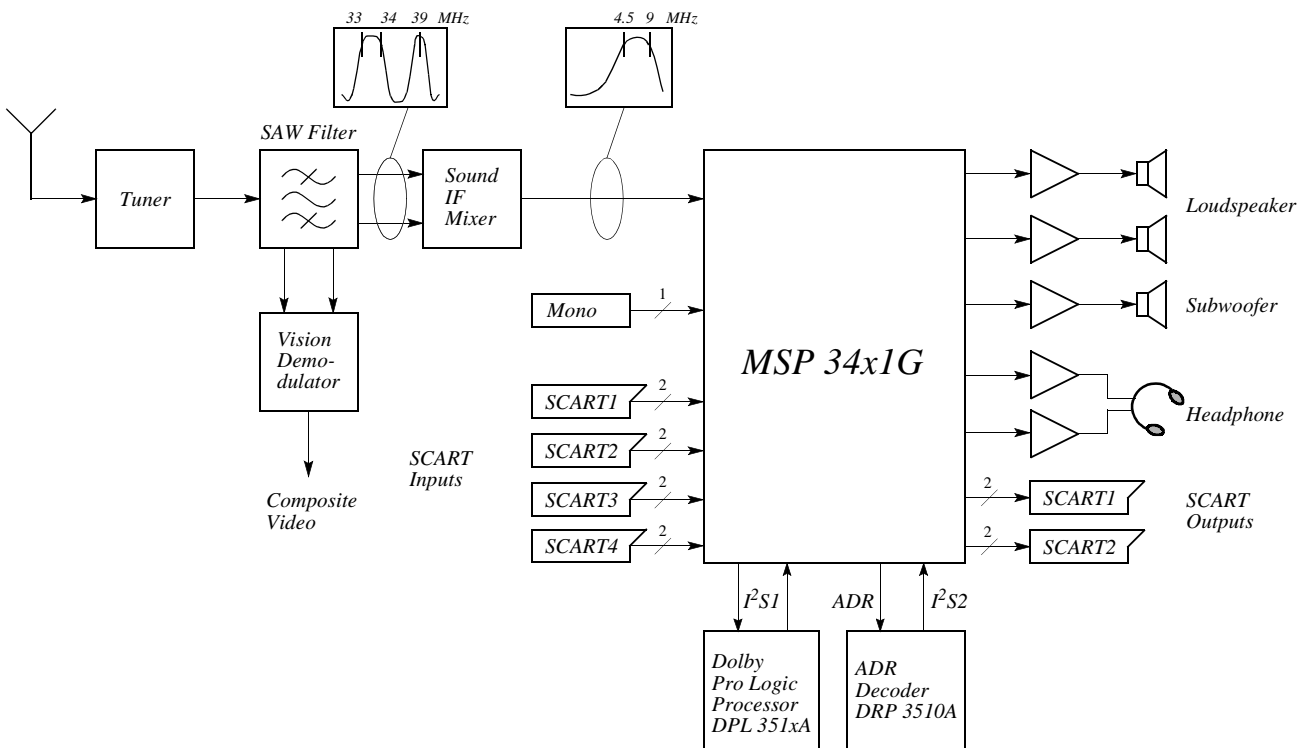 33 34 39 MHz
4.5 9 MHz
SAW Filter
Tuner
Sound
IF
Mixer
Loudspeaker
Mono
1
Subwoofer
Vision
Demo-
dulator
MSP 34x1G
SCART1
2
SCART2
2
SCART3
2
SCART4
2
SCART
Inputs
Headphone
Composite
Video
2
SCART1
2
SCART2
SCART
Outputs
I²S1
ADR
I²S2
Dolby
Pro Logic
Processor
DPL 351xA
ADR
Decoder
DRP 3510A